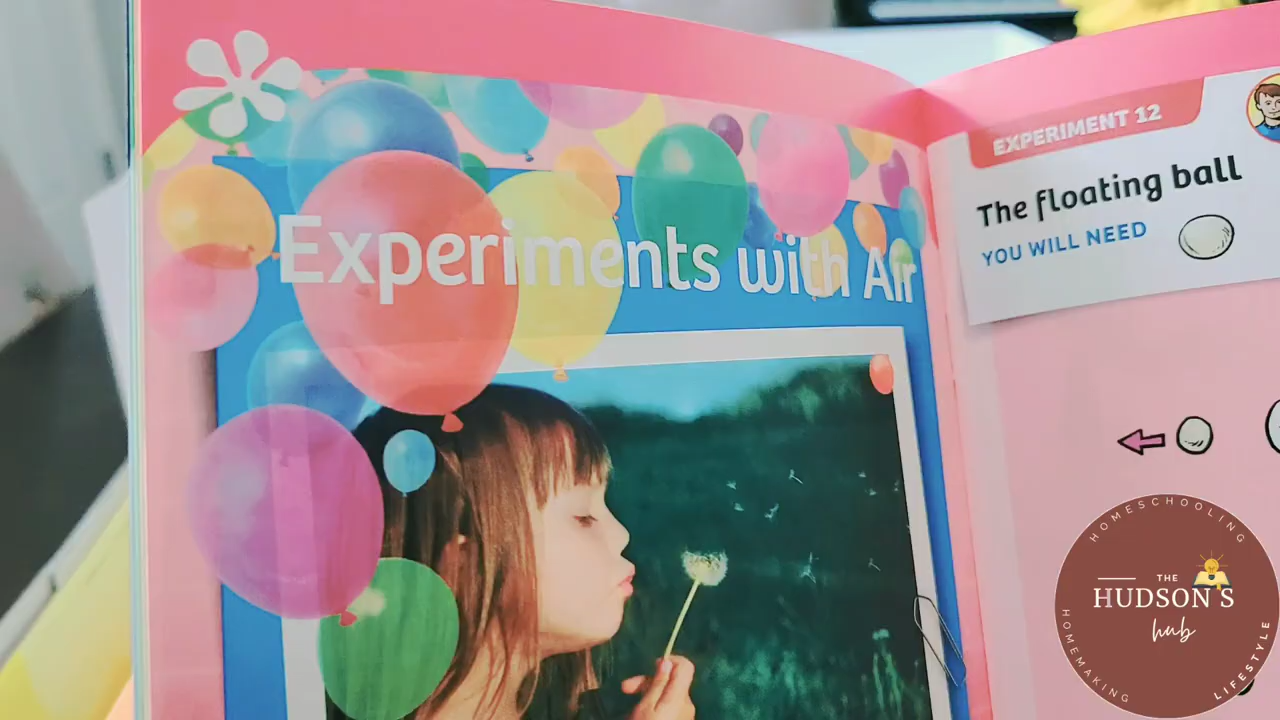 Experiments with Air
EXPERIMENT 12
The floating ball
YOU WILL NEED
HOMESCHOOLING
THE
HUDSON'S
hub
HOMEMAKING
LIFESTYLE